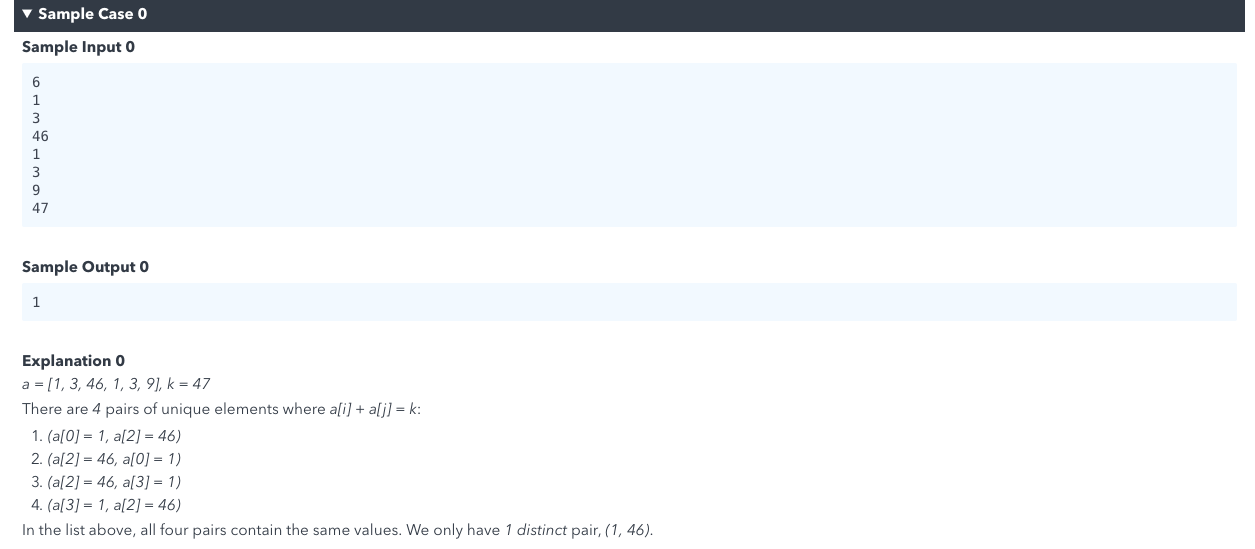 ▼ Sample Case 0
Sample Input 0
6
1
3
46
1
3
9
47
Sample Output 0
1
Explanation 0
a = [1, 3, 46, 1, 3, 9], k = 47
There are 4 pairs of unique elements where a[i] + a[j] = k:
1. (a[0] = 1, a[2] = 46)
2. (a[2] = 46, a[0] = 1)
3. (a[2] = 46, a[3] = 1)
4. (a[3] = 1, a[2] = 46)
In the list above, all four pairs contain the same values. We only have 1 distinct pair, (1, 46).